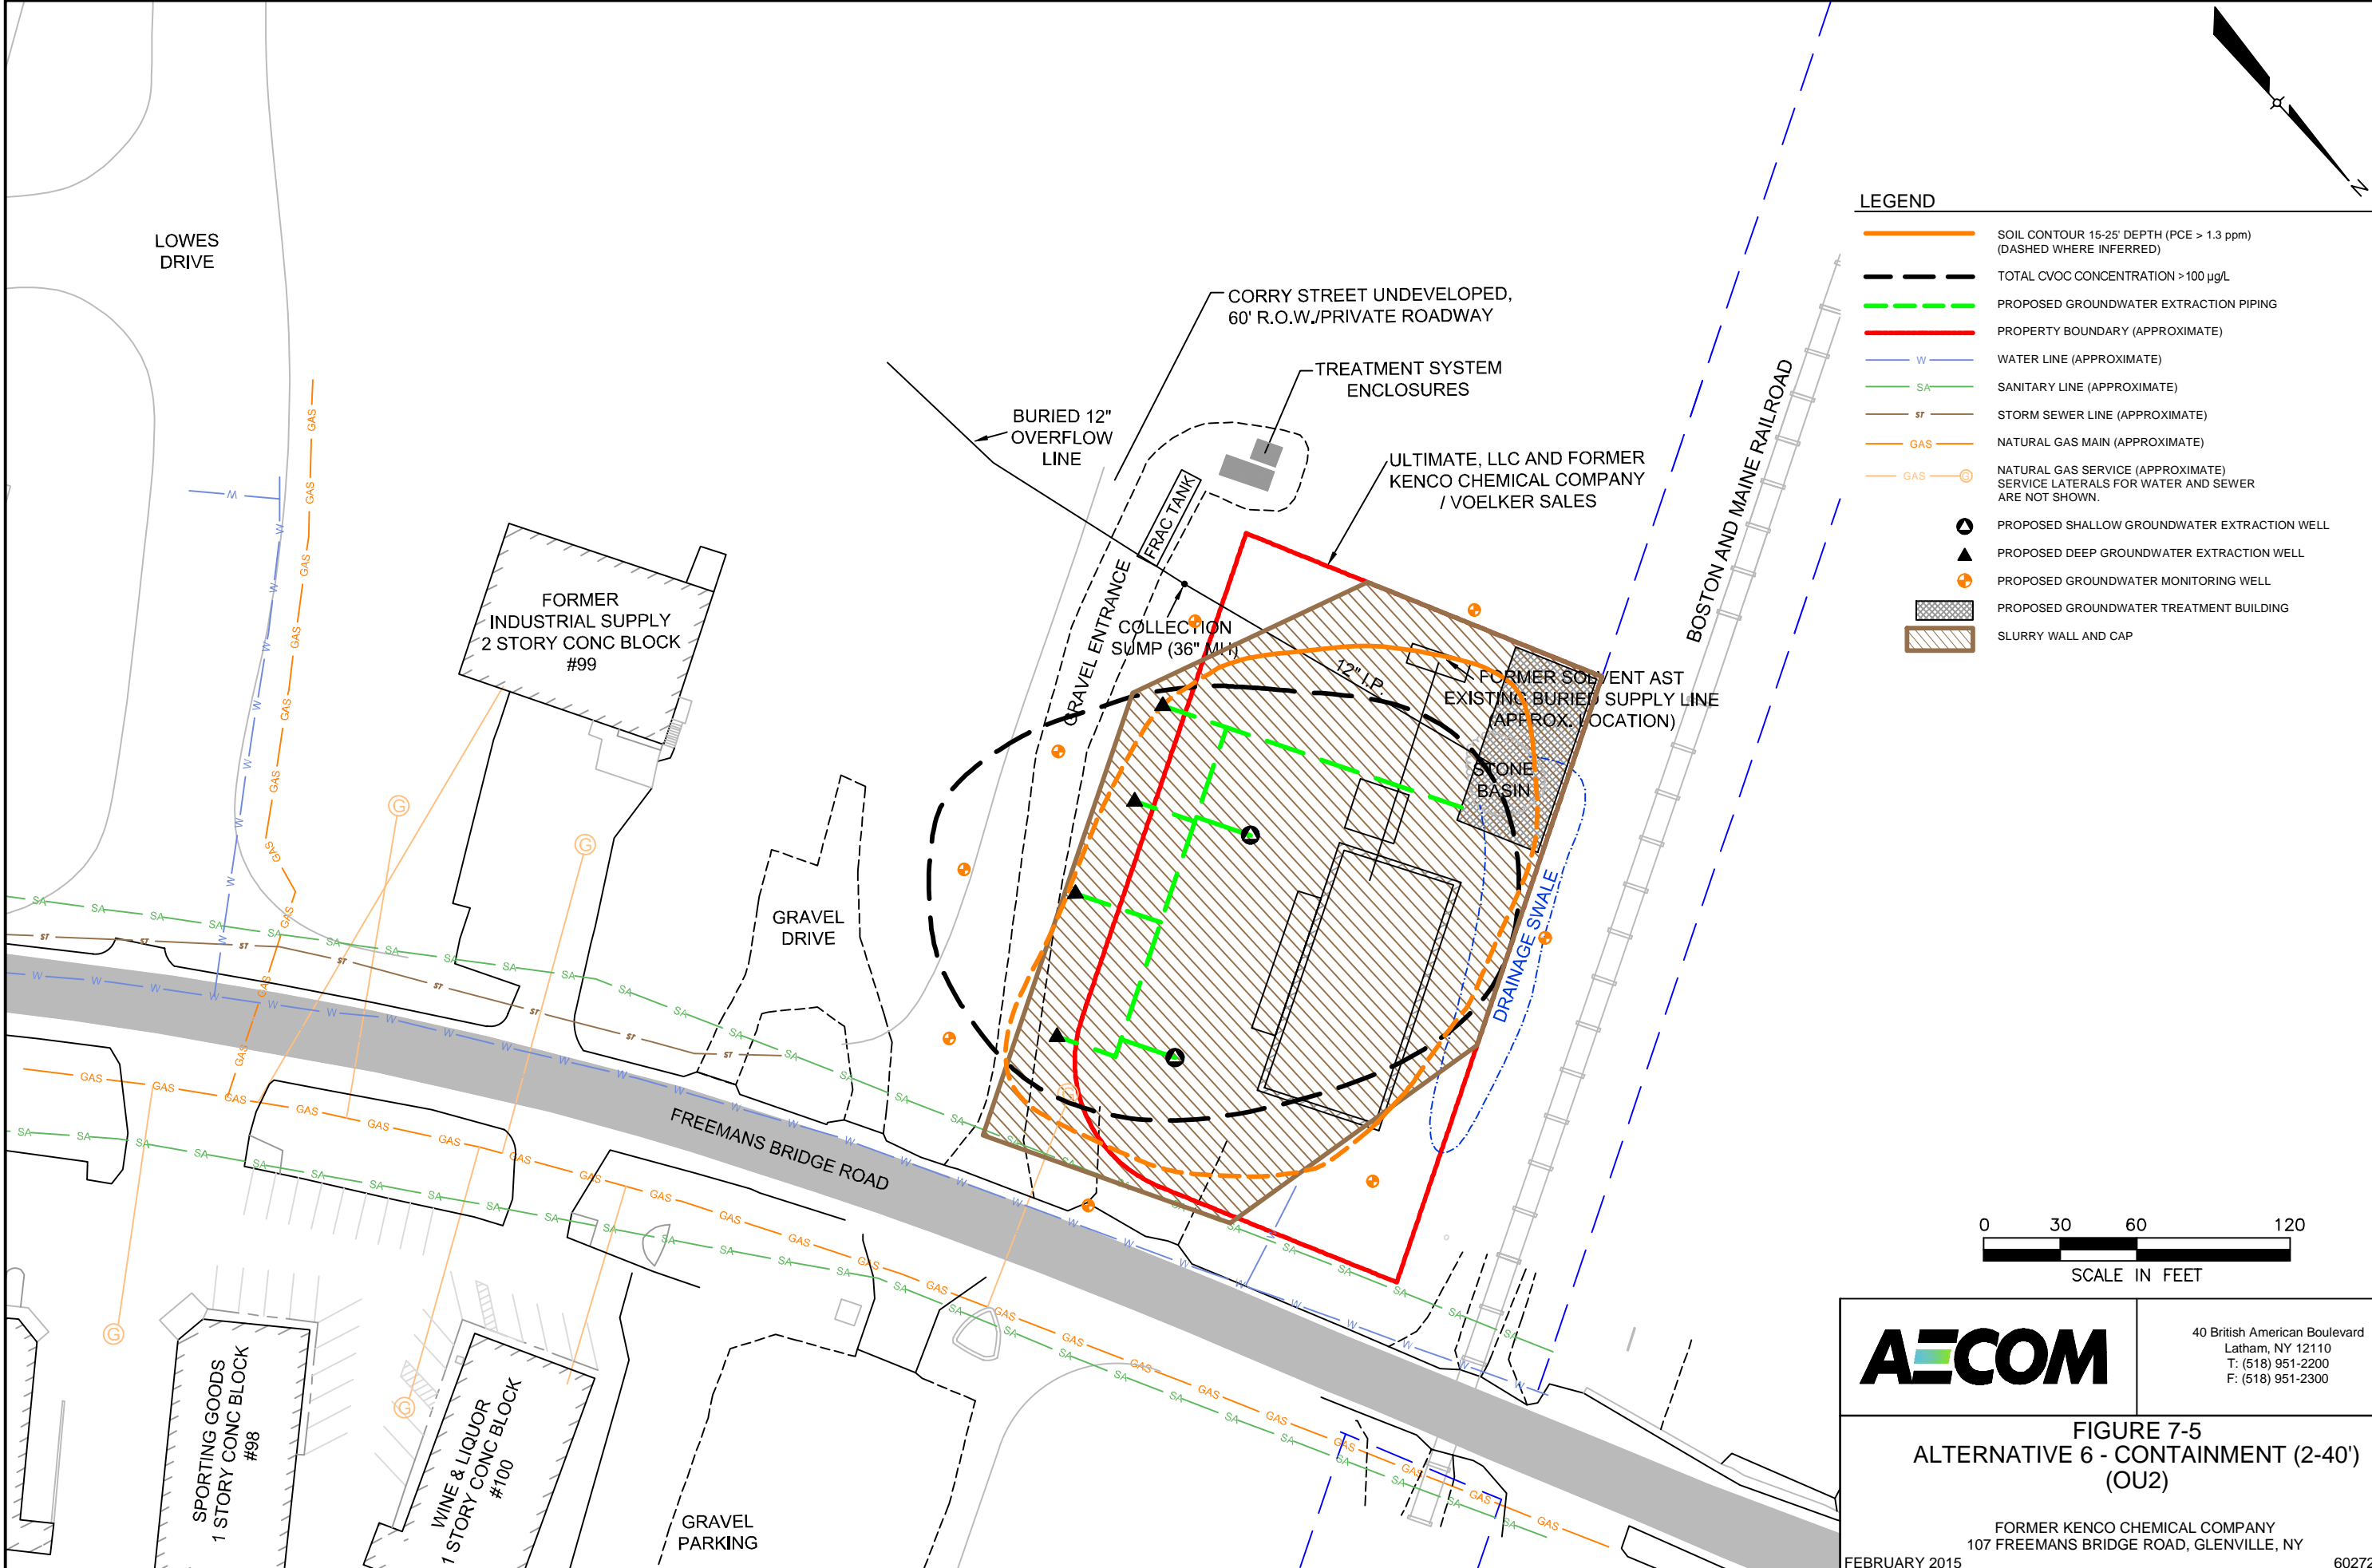 LOWES
DRIVE
CORRY STREET UNDEVELOPED,
60' R.O.W./PRIVATE ROADWAY
TREATMENT SYSTEM
ENCLOSURES
BURIED 12"
OVERFLOW
LINE
ULTIMATE, LLC AND FORMER
KENCO CHEMICAL COMPANY
/ VOELKER SALES
FRAC TANK
GRAVEL ENTRANCE
COLLECTION
SUMP (36" MH)
12" I.P.
FORMER SOLVENT AST
EXISTING BURIED SUPPLY LINE
(APPROX. LOCATION)
STONE
BASIN
DRAINAGE SWALE
BOSTON AND MAINE RAILROAD
FORMER
INDUSTRIAL SUPPLY
2 STORY CONC BLOCK
#99
GRAVEL
DRIVE
FREEMANS BRIDGE ROAD
SPORTING GOODS
1 STORY CONC BLOCK
#98
WINE & LIQUOR
1 STORY CONC BLOCK
#100
GRAVEL
PARKING
N
LEGEND
SOIL CONTOUR 15-25' DEPTH (PCE > 1.3 ppm)
(DASHED WHERE INFERRED)
TOTAL CVOC CONCENTRATION >100 µg/L
PROPOSED GROUNDWATER EXTRACTION PIPING
PROPERTY BOUNDARY (APPROXIMATE)
W WATER LINE (APPROXIMATE)
SA SANITARY LINE (APPROXIMATE)
ST STORM SEWER LINE (APPROXIMATE)
GAS NATURAL GAS MAIN (APPROXIMATE)
GAS G NATURAL GAS SERVICE (APPROXIMATE)
SERVICE LATERALS FOR WATER AND SEWER
ARE NOT SHOWN.
PROPOSED SHALLOW GROUNDWATER EXTRACTION WELL
PROPOSED DEEP GROUNDWATER EXTRACTION WELL
PROPOSED GROUNDWATER MONITORING WELL
PROPOSED GROUNDWATER TREATMENT BUILDING
SLURRY WALL AND CAP
0 30 60 120
SCALE IN FEET
AECOM
40 British American Boulevard
Latham, NY 12110
T: (518) 951-2200
F: (518) 951-2300
FIGURE 7-5
ALTERNATIVE 6 - CONTAINMENT (2-40')
(OU2)
FORMER KENCO CHEMICAL COMPANY
107 FREEMANS BRIDGE ROAD, GLENVILLE, NY
FEBRUARY 2015 60272